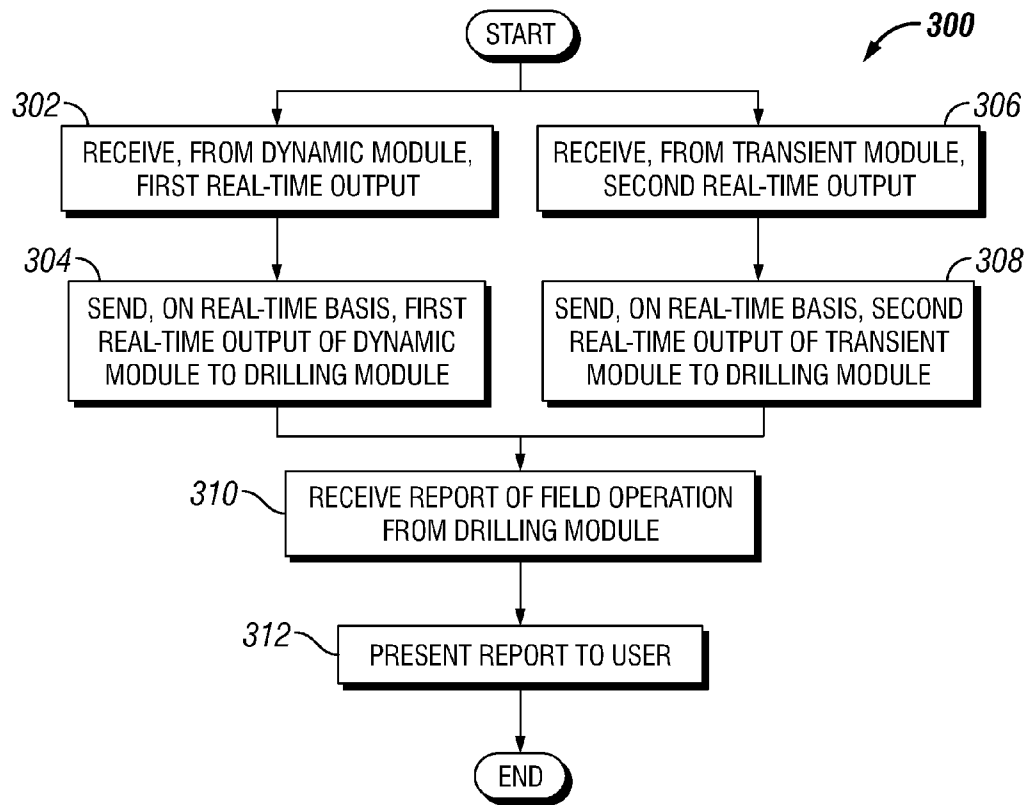 START
300
302
RECEIVE, FROM DYNAMIC MODULE,
FIRST REAL-TIME OUTPUT
306
RECEIVE, FROM TRANSIENT MODULE,
SECOND REAL-TIME OUTPUT
304
SEND, ON REAL-TIME BASIS, FIRST
REAL-TIME OUTPUT OF DYNAMIC
MODULE TO DRILLING MODULE
308
SEND, ON REAL-TIME BASIS, SECOND
REAL-TIME OUTPUT OF TRANSIENT
MODULE TO DRILLING MODULE
310
RECEIVE REPORT OF FIELD OPERATION
FROM DRILLING MODULE
312
PRESENT REPORT TO USER
END